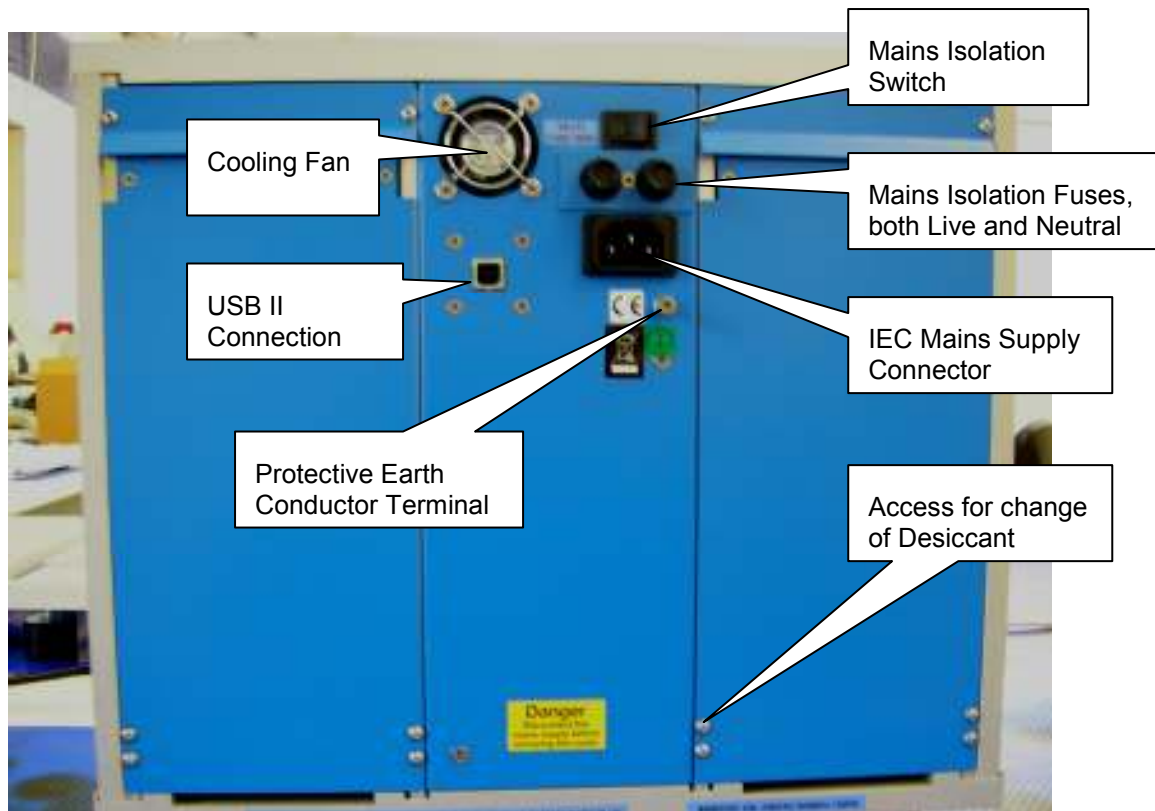 Mains Isolation
Switch
Cooling Fan
Mains Isolation Fuses,
both Live and Neutral
USB II
Connection
IEC Mains Supply
Connector
CE
Protective Earth
Conductor Terminal
Access for change
of Desiccant
Danger